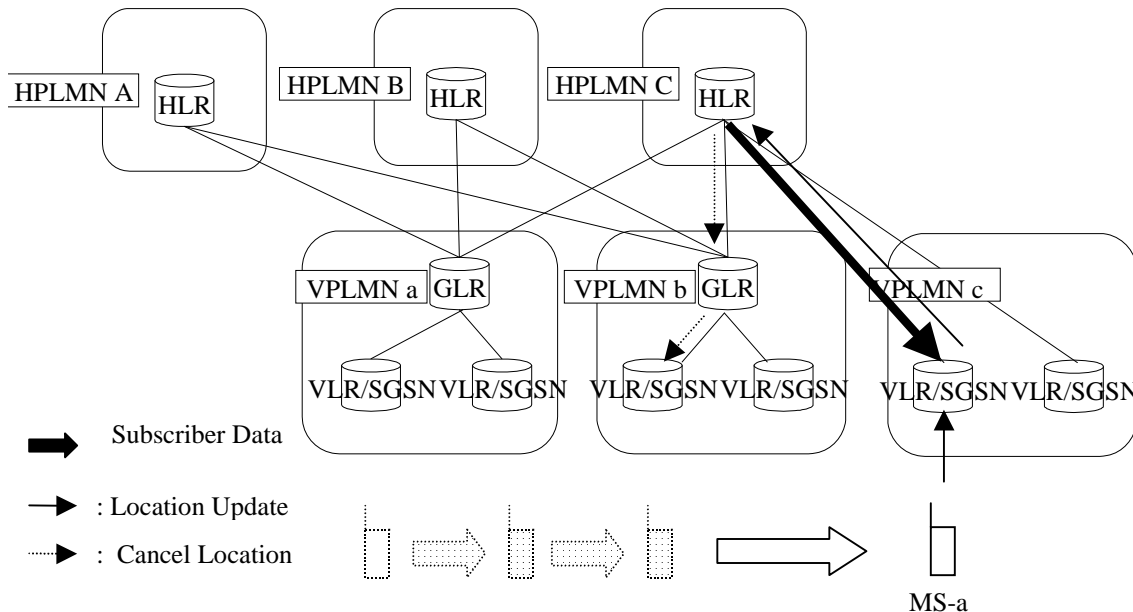 HPLMN A
HLR
HPLMN B
HLR
HPLMN C
HLR
VPLMN a
GLR
VPLMN b
GLR
VPLMN c
VLR/SGSN
VLR/SGSN
VLR/SGSN
VLR/SGSN
VLR/SGSN
VLR/SGSN
Subscriber Data
: Location Update
: Cancel Location
MS-a